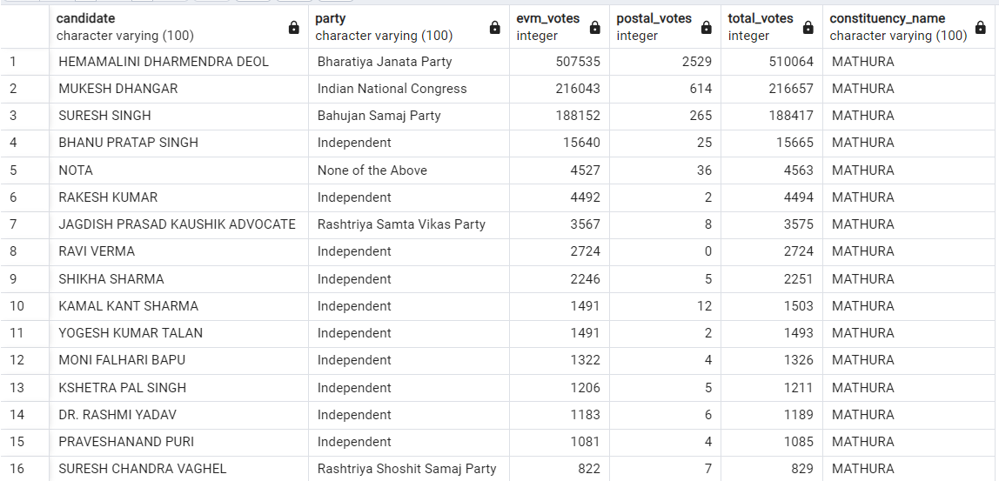 candidate party evm_votes postal_votes total_votes constituency_name
character varying (100) character varying (100) integer integer integer character varying (100)
1 HEMAMALINI DHARMENDRA DEOL Bharatiya Janata Party 507535 2529 510064 MATHURA
2 MUKESH DHANGAR Indian National Congress 216043 614 216657 MATHURA
3 SURESH SINGH Bahujan Samaj Party 188152 265 188417 MATHURA
4 BHANU PRATAP SINGH Independent 15640 25 15665 MATHURA
5 NOTA None of the Above 4527 36 4563 MATHURA
6 RAKESH KUMAR Independent 4492 2 4494 MATHURA
7 JAGDISH PRASAD KAUSHIK ADVOCATE Rashtriya Samta Vikas Party 3567 8 3575 MATHURA
8 RAVI VERMA Independent 2724 0 2724 MATHURA
9 SHIKHA SHARMA Independent 2246 5 2251 MATHURA
10 KAMAL KANT SHARMA Independent 1491 12 1503 MATHURA
11 YOGESH KUMAR TALAN Independent 1491 2 1493 MATHURA
12 MONI FALHARI BAPU Independent 1322 4 1326 MATHURA
13 KSHETRA PAL SINGH Independent 1206 5 1211 MATHURA
14 DR. RASHMI YADAV Independent 1183 6 1189 MATHURA
15 PRAVESHANAND PURI Independent 1081 4 1085 MATHURA
16 SURESH CHANDRA VAGHEL Rashtriya Shoshit Samaj Party 822 7 829 MATHURA